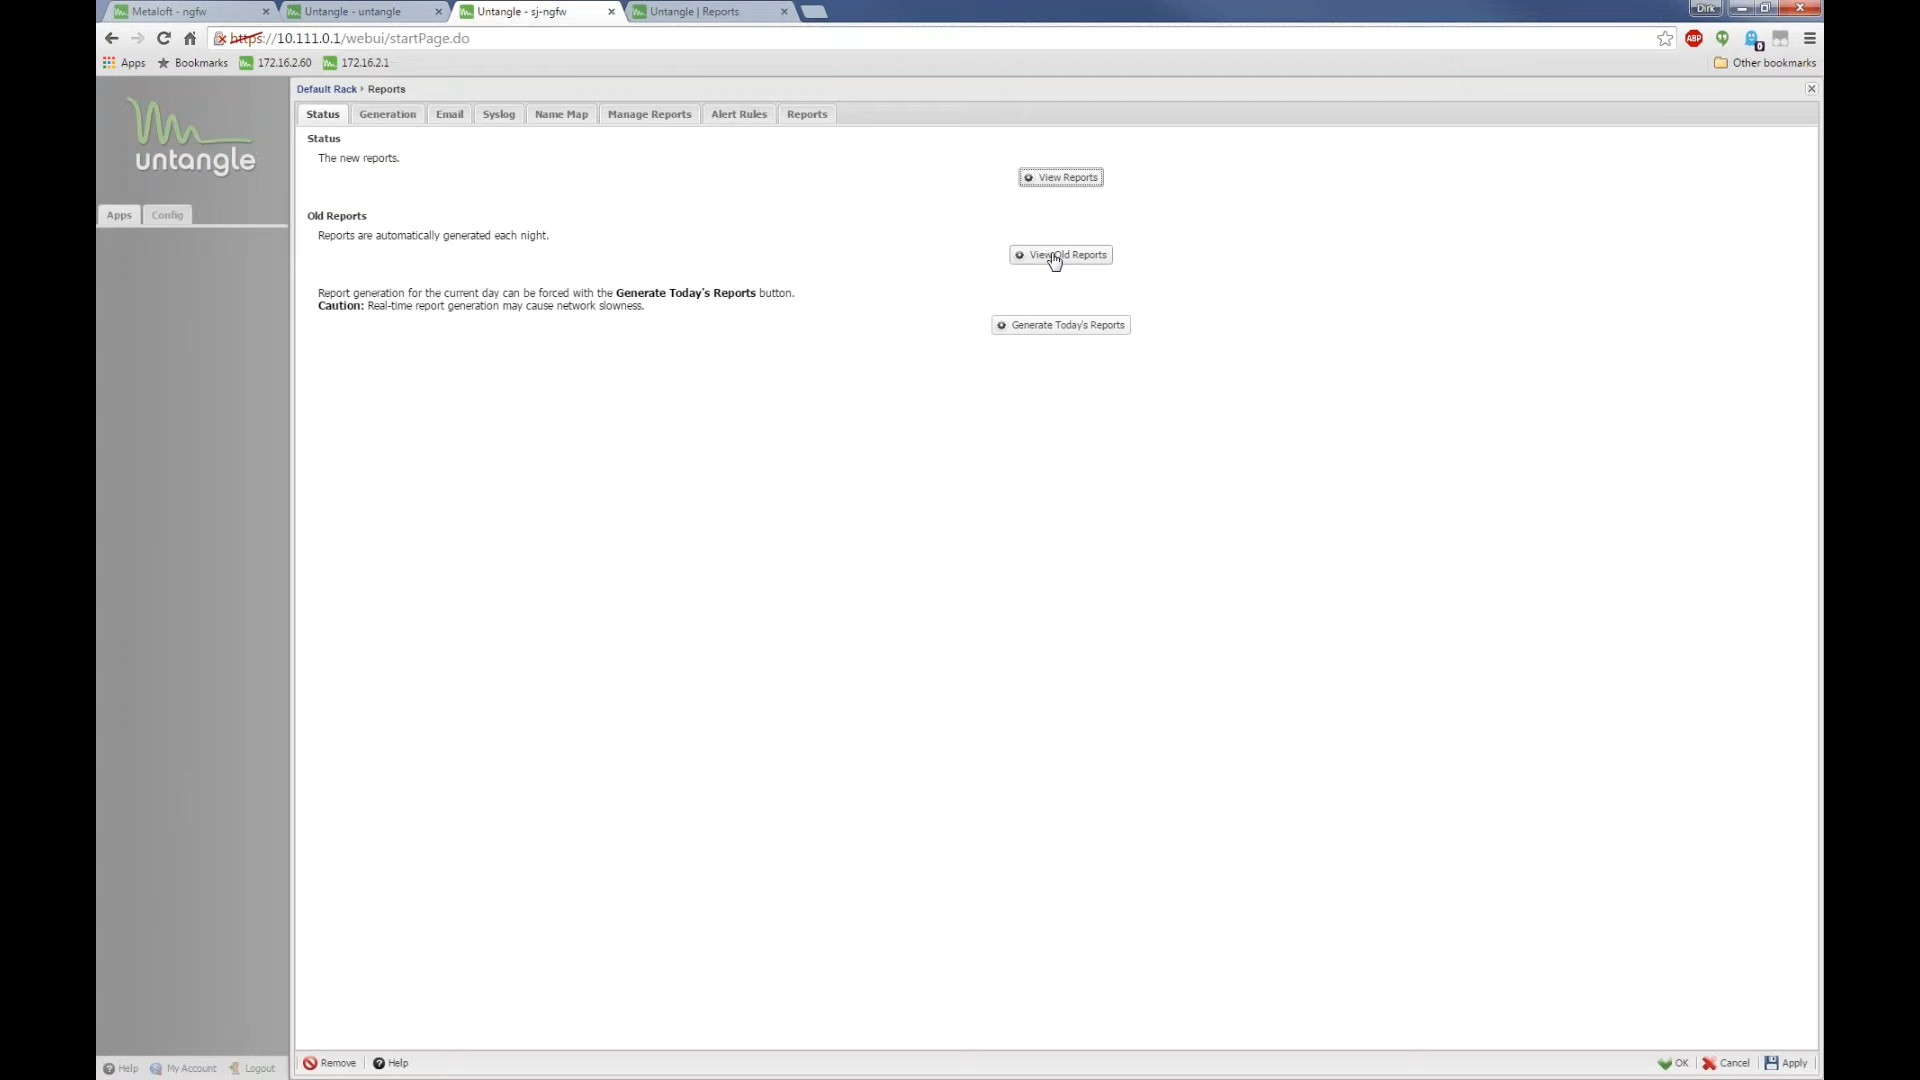 Metaloft - ngfw
Untangle - untangle
Untangle - sj-ngfw
Untangle | Reports
Dirk
https://10.111.0.1/webui/startPage.do
ABP
0
Apps
Bookmarks
172.16.2.60
172.16.2.1
Other bookmarks
untangle
Apps
Config
Default Rack
Reports
Status
Generation
Email
Syslog
Name Map
Manage Reports
Alert Rules
Reports
Status
The new reports.
View Reports
Old Reports
Reports are automatically generated each night.
View Old Reports
Report generation for the current day can be forced with the Generate Today's Reports button.
Caution: Real-time report generation may cause network slowness.
Generate Today's Reports
Help
My Account
Logout
Remove
Help
OK
Cancel
Apply